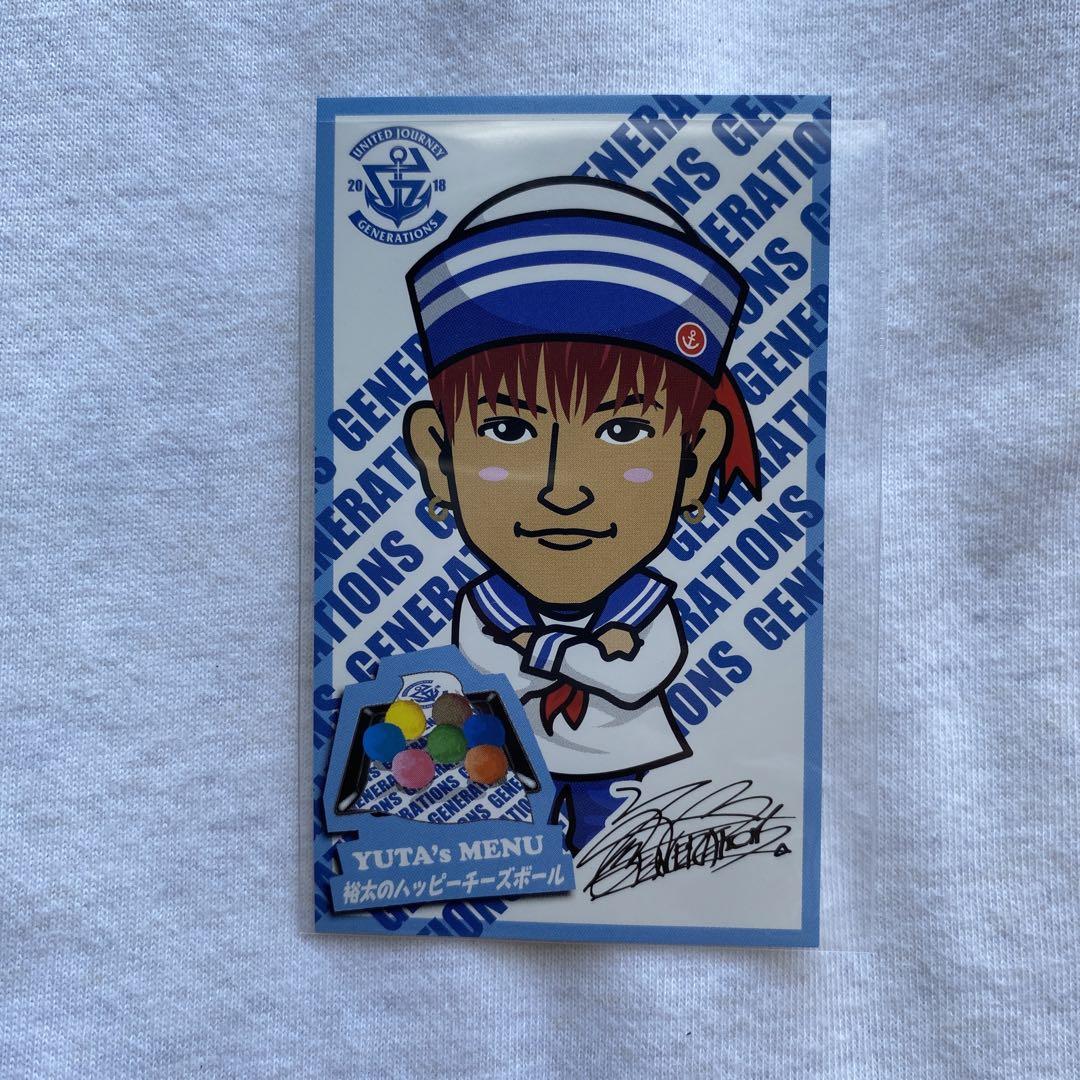 UNITED JOURNEY
20 18
GENERATIONS
GENERATIONS GENERATIONS
YUTA's MENU
裕太のハッピーチーズボール
GENERATIONS